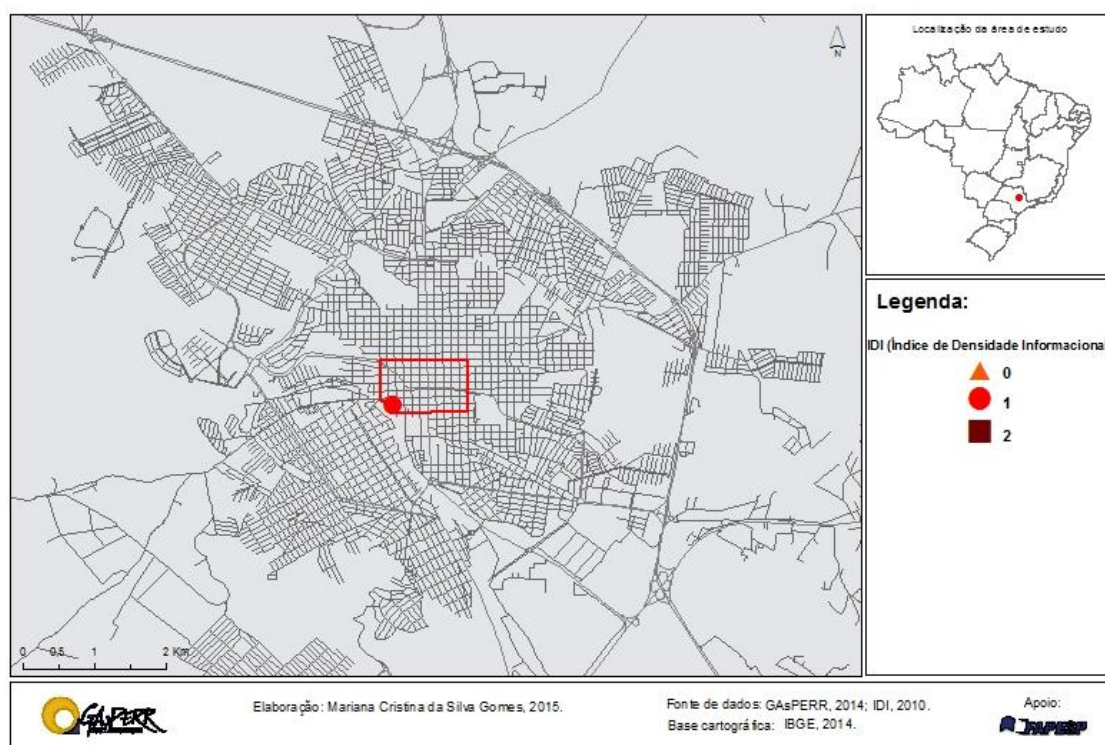 N
Localização da área de estudo
Legenda:
IDI (Índice de Densidade Informaciona
0
1
2
0 0,5 1 2 Km
GAsPERR
Elaboração: Mariana Cristina da Silva Gomes, 2015.
Fonte de dados: GAsPERR, 2014; IDI, 2010.
Base cartográfica: IBGE, 2014.
Apoio:
FAPESP